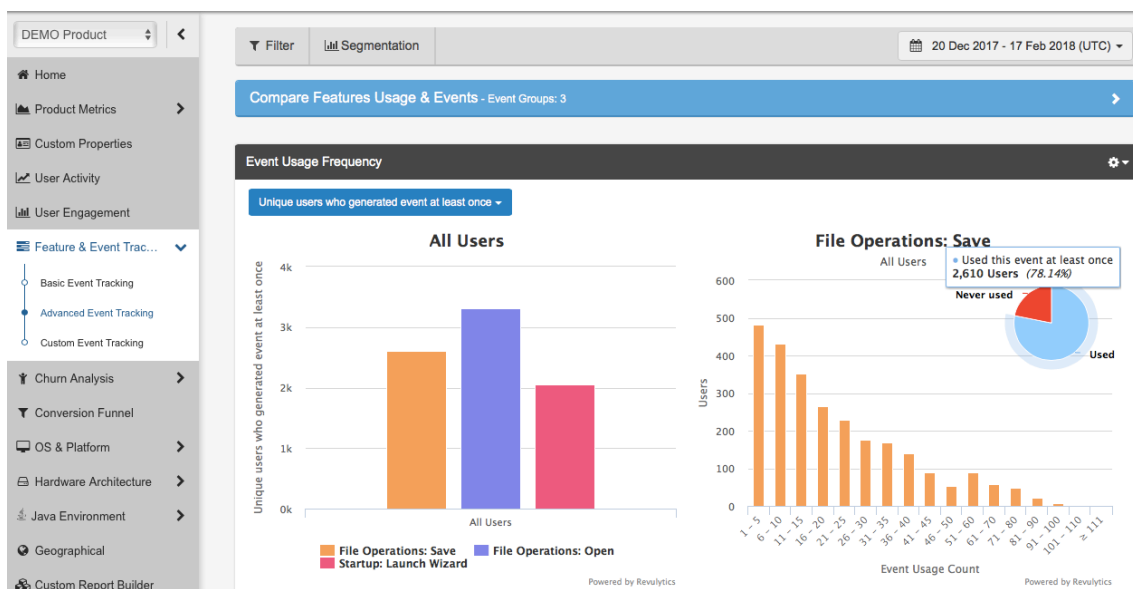 DEMO Product
Home
Product Metrics
Custom Properties
User Activity
User Engagement
Feature & Event Trac...
Basic Event Tracking
Advanced Event Tracking
Custom Event Tracking
Churn Analysis
Conversion Funnel
OS & Platform
Hardware Architecture
Java Environment
Geographical
Custom Report Builder
Filter
Segmentation
20 Dec 2017 - 17 Feb 2018 (UTC)
Compare Features Usage & Events - Event Groups: 3
Event Usage Frequency
Unique users who generated event at least once
All Users
Unique users who generated event at least once
4k
3k
2k
1k
0k
All Users
File Operations: Save
File Operations: Open
Startup: Launch Wizard
Powered by Revulytics
File Operations: Save
All Users
Used this event at least once
2,610 Users (78.14%)
Never used
Used
Users
600
500
400
300
200
100
0
1 - 5
6 - 10
11 - 15
16 - 20
21 - 25
26 - 30
31 - 35
36 - 40
41 - 45
46 - 50
51 - 60
61 - 70
71 - 80
81 - 90
91 - 100
101 - 110
≥ 111
Event Usage Count
Powered by Revulytics